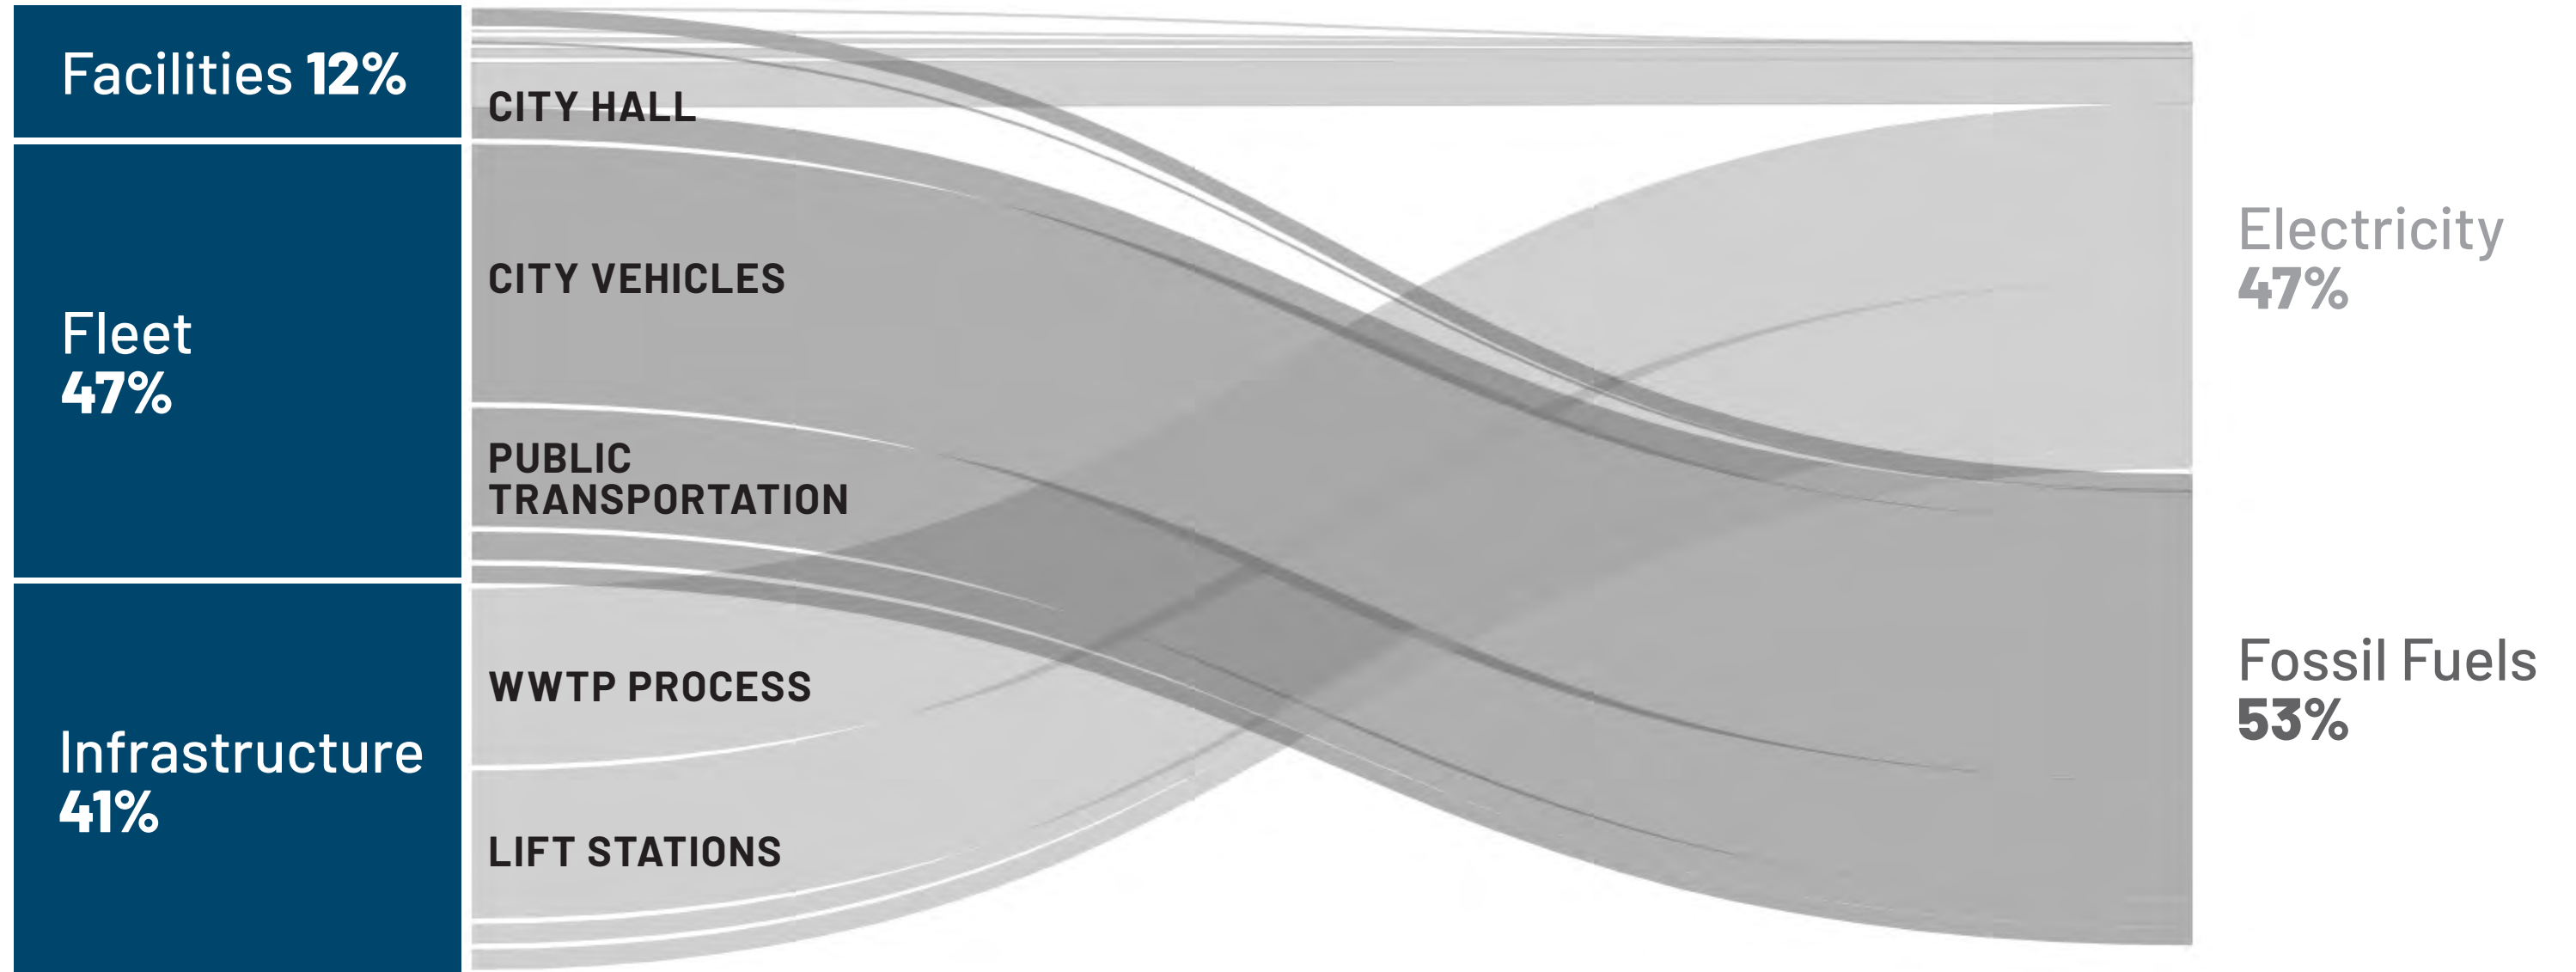 Facilities 12%
CITY HALL
Fleet
47%
CITY VEHICLES
PUBLIC
TRANSPORTATION
Infrastructure
41%
WWTP PROCESS
LIFT STATIONS
Electricity
47%
Fossil Fuels
53%